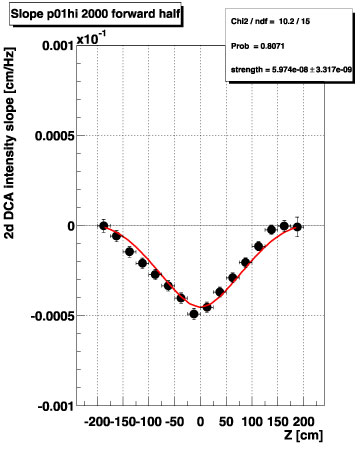 Slope p01hi 2000 forward half
Chi2 / ndf = 10.2 / 15
Prob = 0.8071
strength = 5.974e-08 ± 3.317e-09
×10⁻¹
2d DCA intensity slope [cm/Hz]
0.001
0.0005
0
-0.0005
-0.001
-200 -150 -100 -50 0 50 100 150 200
Z [cm]